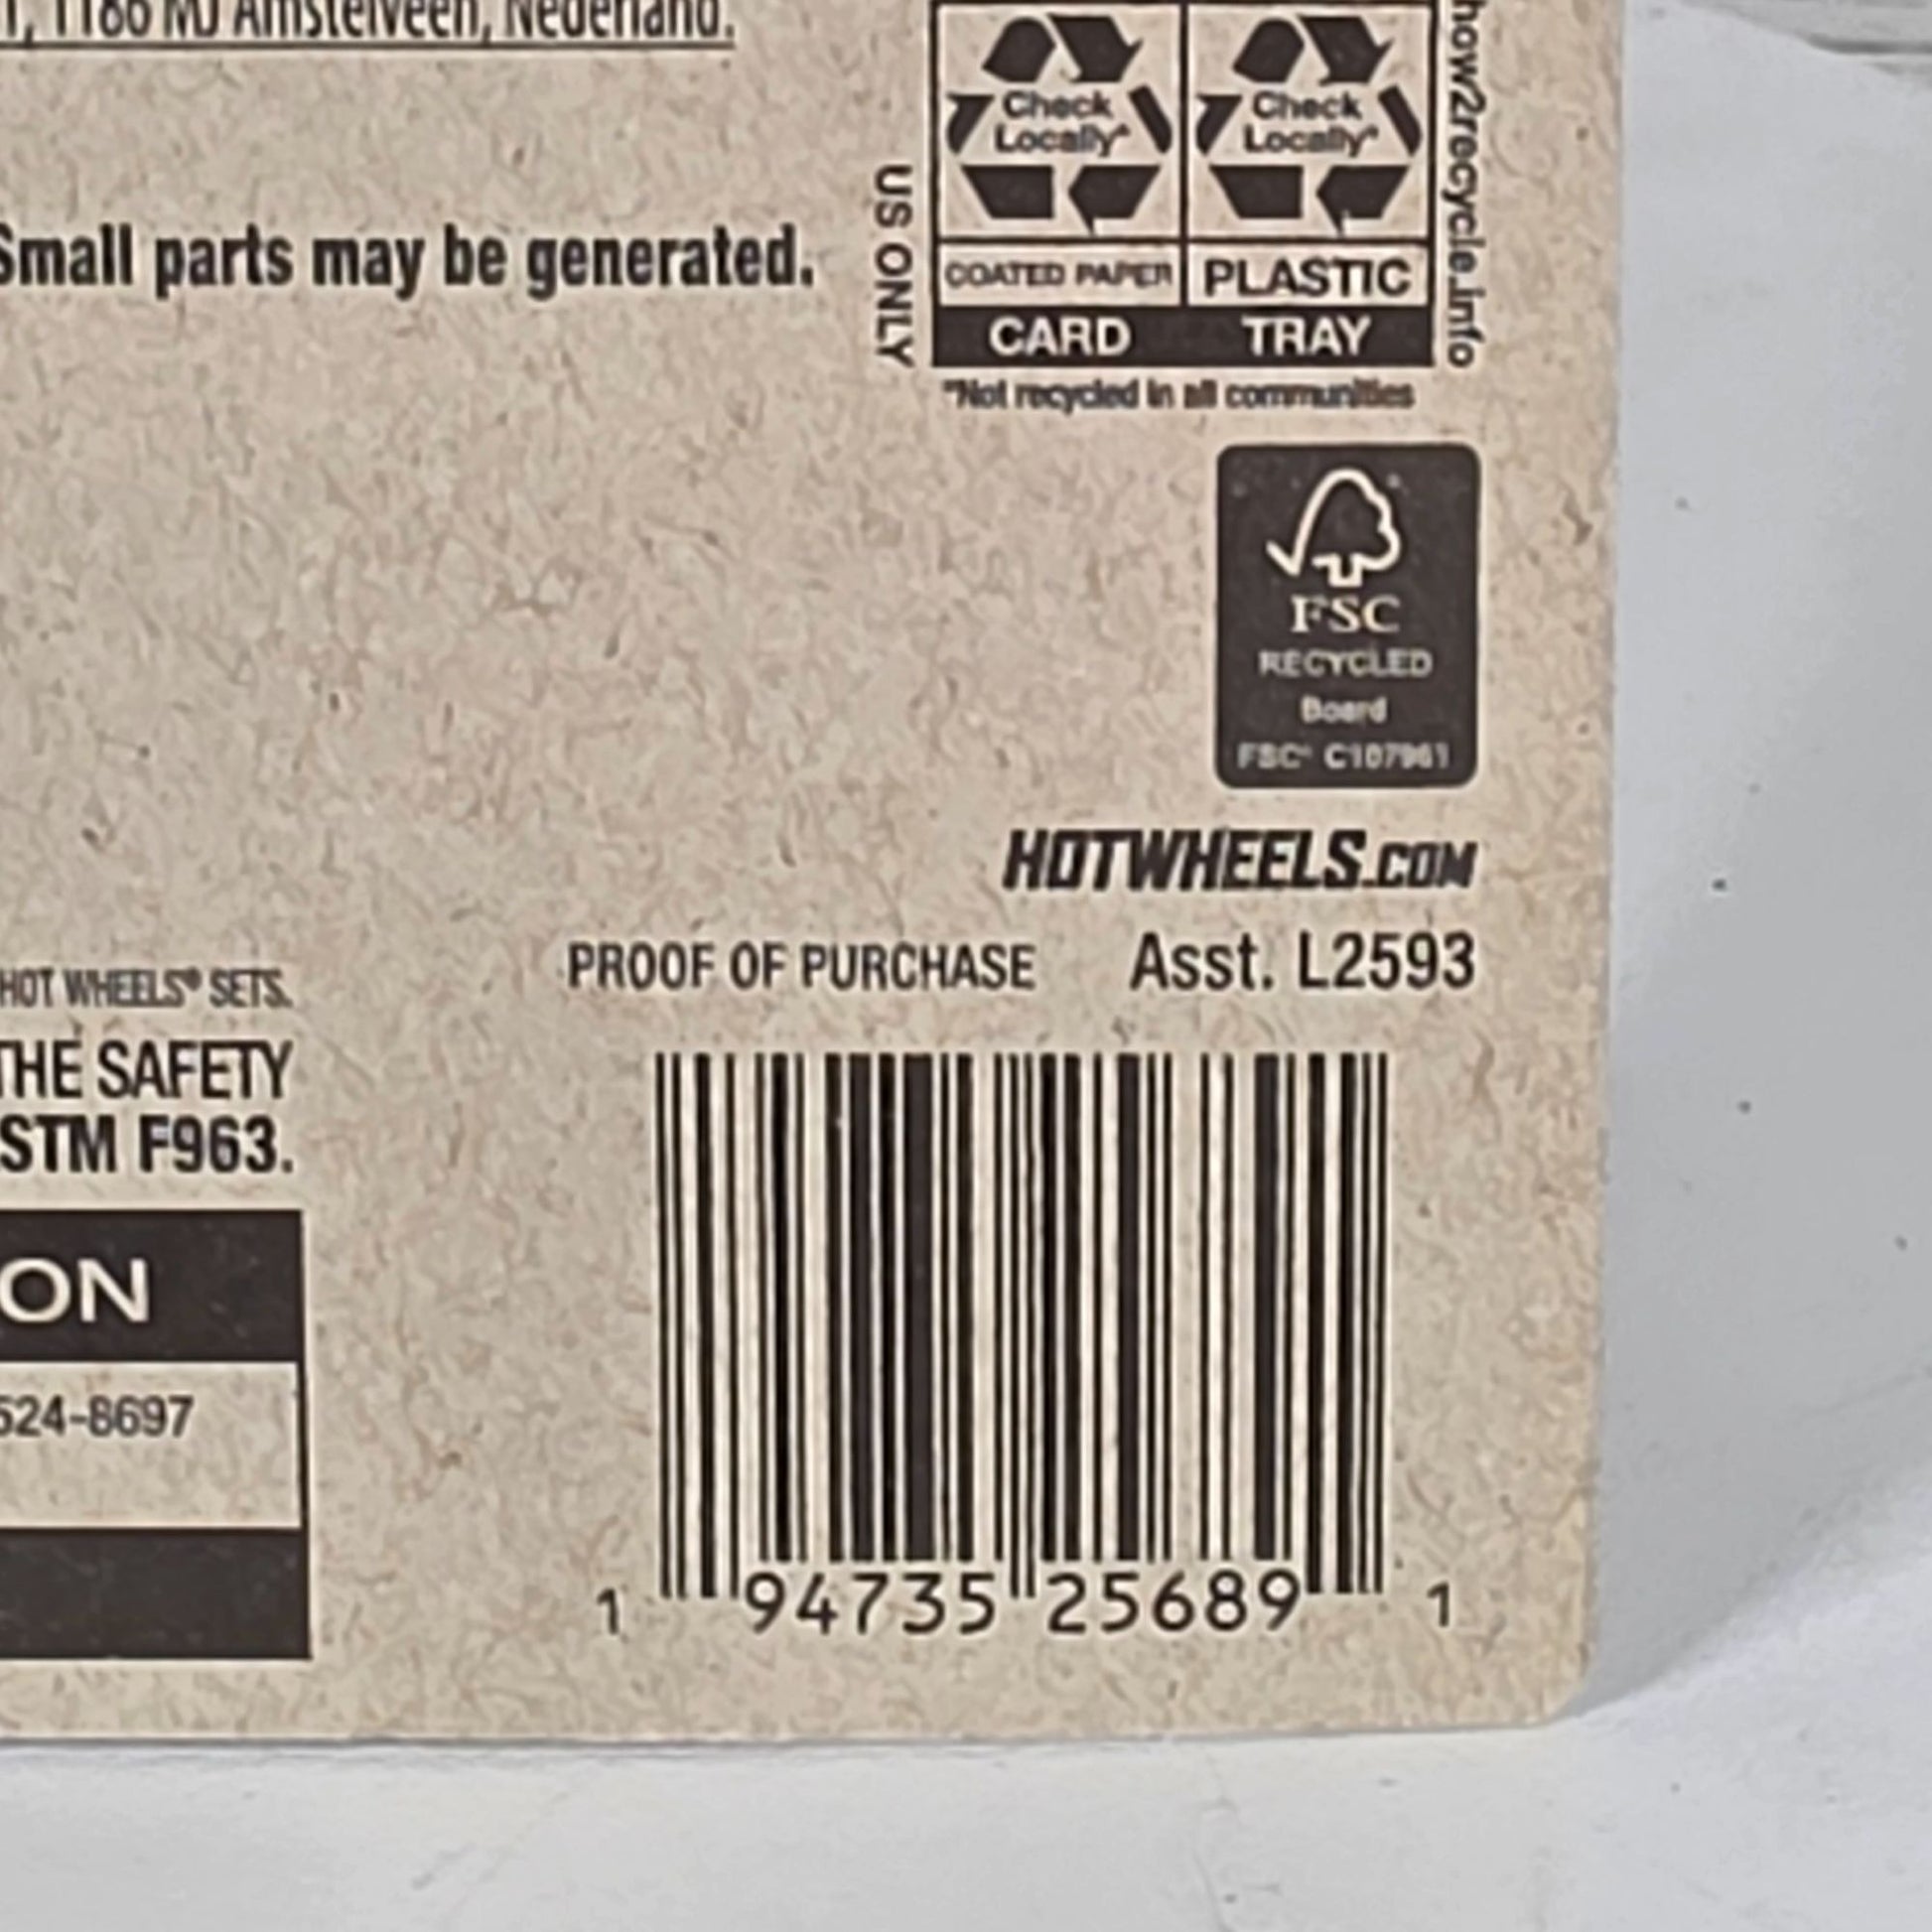 1, 1186 MJ Amstelveen, Nederland.
Small parts may be generated.
US ONLY
Check
Locally*
Check
Locally*
COATED PAPER
PLASTIC
CARD
TRAY
how2recycle.info
*Not recycled in all communities
FSC
RECYCLED
Board
FSC® C107961
HOTWHEELS.COM
PROOF OF PURCHASE Asst. L2593
HOT WHEELS® SETS.
THE SAFETY
STM F963.
ON
524-8697
1 94735 25689 1